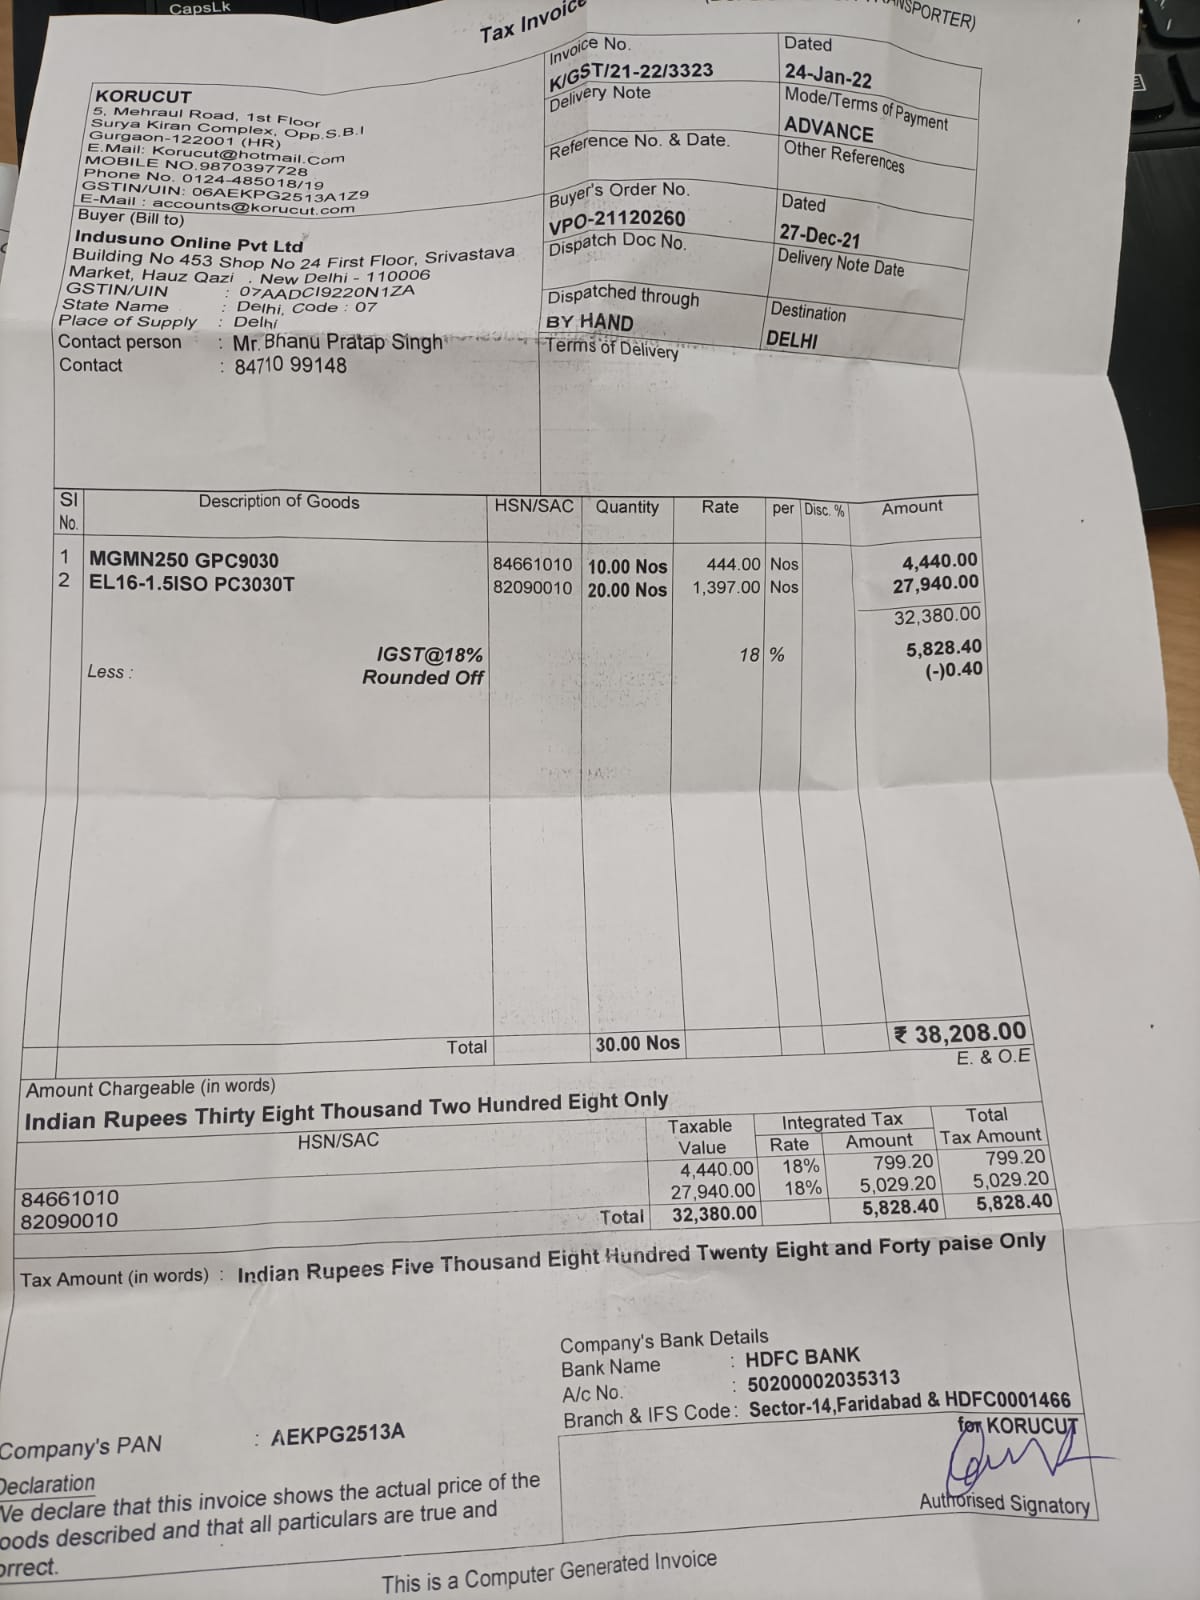 CapsLk
Tax Invoice
KORUCUT
5, Mehraul Road, 1st Floor
Surya Kiran Complex, Opp.S.B.I
Gurgaon-122001 (HR)
E.Mail: Korucut@hotmail.Com
MOBILE NO.9870397728
Phone No. 0124-485018/19
GSTIN/UIN: 06AEKPG2513A1Z9
E-Mail : accounts@korucut.com
Buyer (Bill to)
Indusuno Online Pvt Ltd
Building No 453 Shop No 24 First Floor, Srivastava
Market, Hauz Qazi , New Delhi - 110006
GSTIN/UIN : 07AADCI9220N1ZA
State Name : Delhi, Code : 07
Place of Supply : Delhi
Contact person : Mr.Bhanu Pratap Singh
Contact : 84710 99148
Invoice No. Dated
K/GST/21-22/3323 24-Jan-22
Delivery Note Mode/Terms of Payment
ADVANCE
Reference No. & Date. Other References
Buyer's Order No. Dated
VPO-21120260 27-Dec-21
Dispatch Doc No. Delivery Note Date
Dispatched through Destination
BY HAND DELHI
Terms of Delivery
Sl No. Description of Goods HSN/SAC Quantity Rate per Disc. % Amount
1 MGMN250 GPC9030 84661010 10.00 Nos 444.00 Nos 4,440.00
2 EL16-1.5ISO PC3030T 82090010 20.00 Nos 1,397.00 Nos 27,940.00
32,380.00
IGST@18% 18 % 5,828.40
Less : Rounded Off (-)0.40
Total 30.00 Nos ₹ 38,208.00
E. & O.E
Amount Chargeable (in words)
Indian Rupees Thirty Eight Thousand Two Hundred Eight Only
HSN/SAC Taxable Value Integrated Tax Total Tax Amount
Rate Amount
84661010 4,440.00 18% 799.20 799.20
82090010 27,940.00 18% 5,029.20 5,029.20
Total 32,380.00 5,828.40 5,828.40
Tax Amount (in words) : Indian Rupees Five Thousand Eight Hundred Twenty Eight and Forty paise Only
Company's Bank Details
Bank Name : HDFC BANK
A/c No. : 50200002035313
Branch & IFS Code : Sector-14,Faridabad & HDFC0001466
Company's PAN : AEKPG2513A
Declaration
We declare that this invoice shows the actual price of the
goods described and that all particulars are true and
correct.
for KORUCUT
Authorised Signatory
This is a Computer Generated Invoice